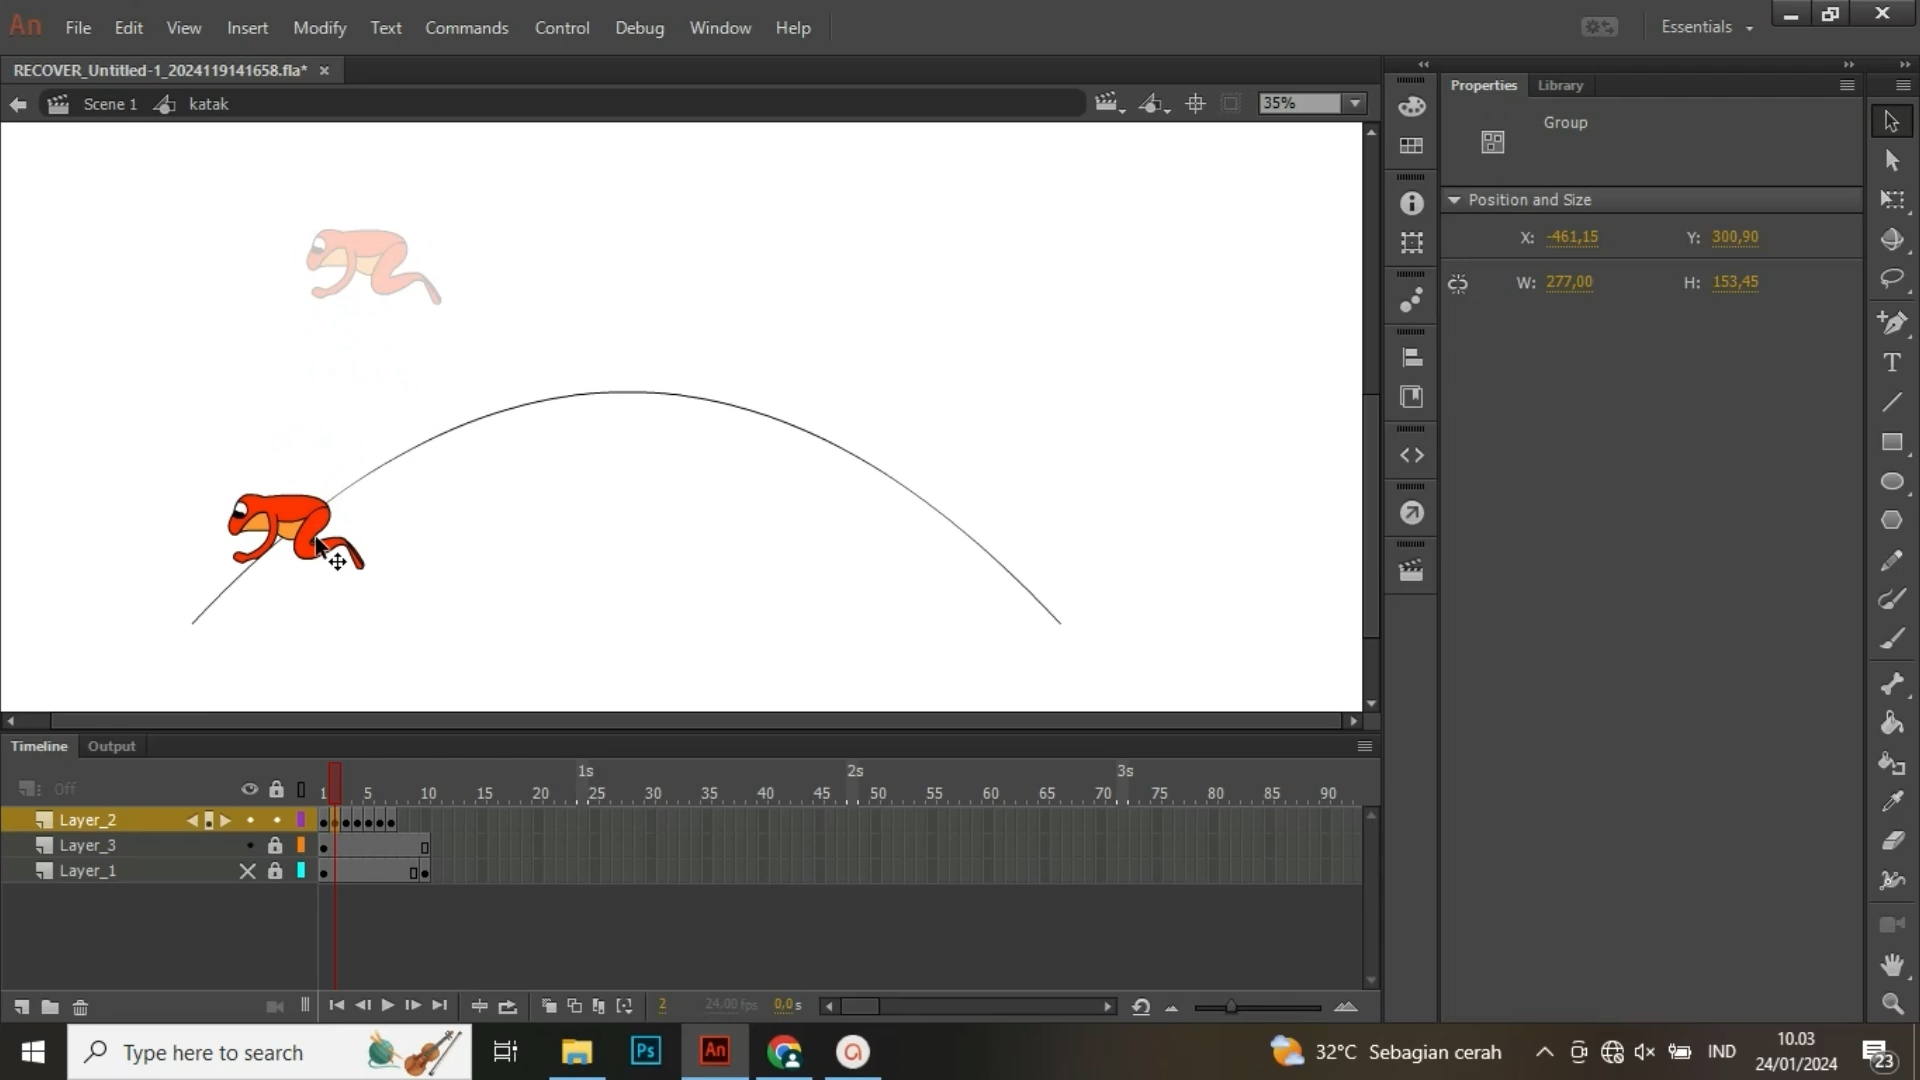 An File Edit View Insert Modify Text Commands Control Debug Window Help Essentials
RECOVER_Untitled-1_2024119141658.fla* ×
Scene 1 katak 35%
Properties Library
Group
Position and Size
X: -461,15 Y: 300,90
W: 277,00 H: 153,45
T
Timeline Output
1s 2s 3s
Off 1 5 10 15 20 25 30 35 40 45 50 55 60 65 70 75 80 85 90
Layer_2
Layer_3
Layer_1
2 24,00 fps 0,0 s
Type here to search Ps An 32°C Sebagian cerah IND 10.03
24/01/2024 23